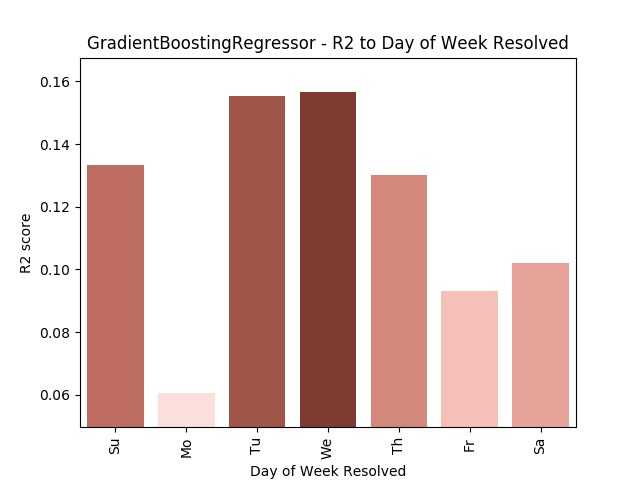 GradientBoostingRegressor - R2 to Day of Week Resolved
0.16
0.14
0.12
0.10
0.08
0.06
R2 score
Su Mo Tu We Th Fr Sa
Day of Week Resolved